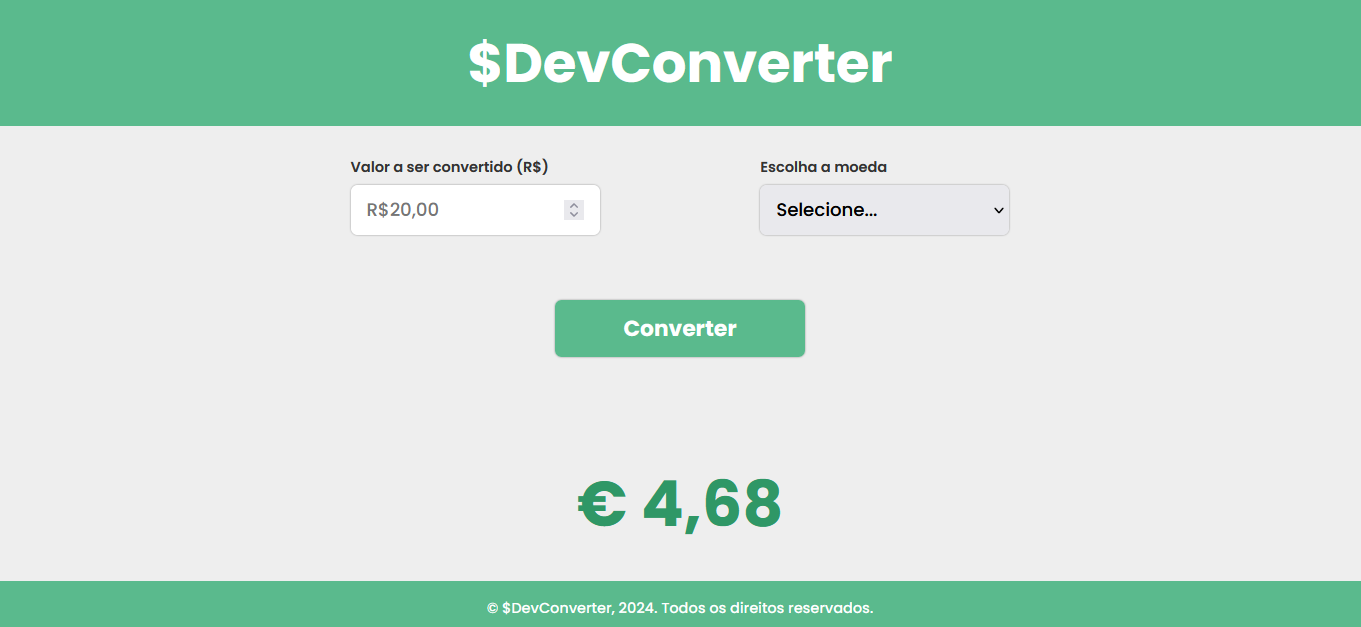 $DevConverter
Valor a ser convertido (R$)
Escolha a moeda
R$20,00
Selecione...
Converter
€ 4,68
© $DevConverter, 2024. Todos os direitos reservados.